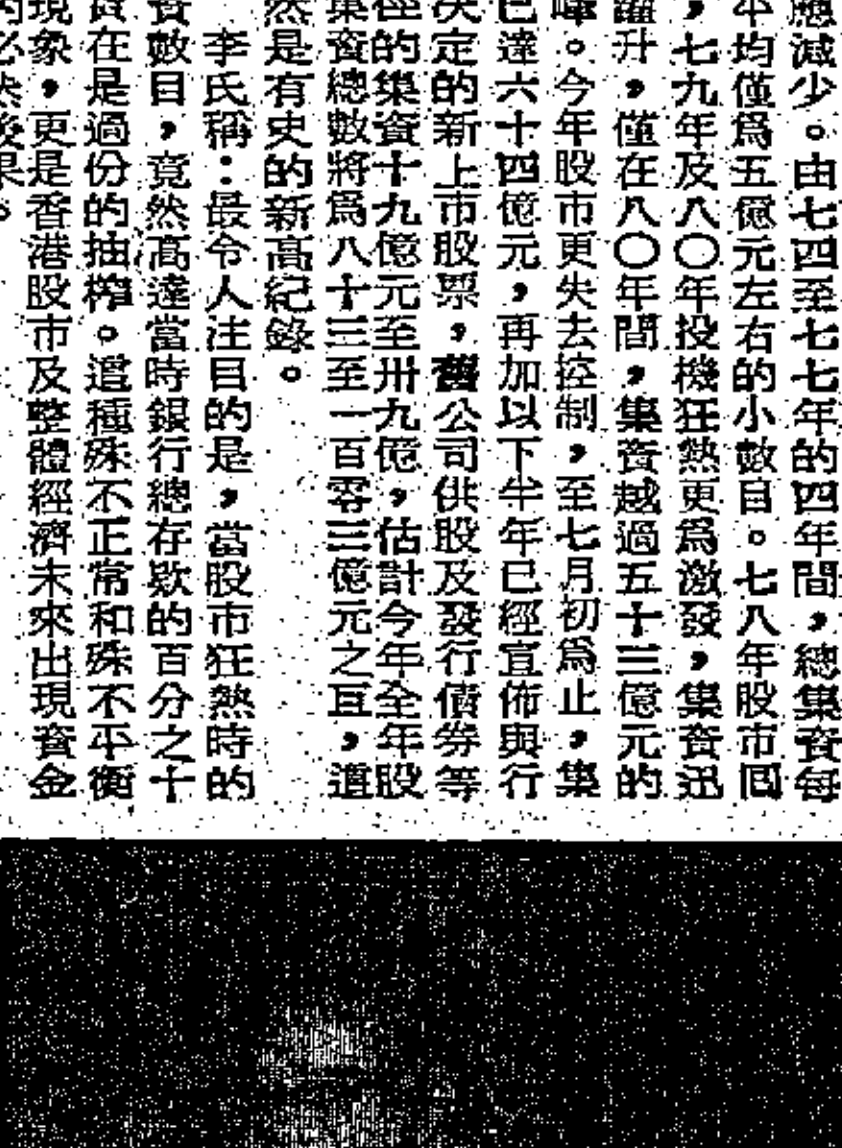 應減少。由七四至七七年的四年間，總集資每
平均僅爲五億元左右的小數目。七八年股市回
，七九年及八〇年投機狂熱更爲激發，集資迅
升，僅在八〇年間，集資越過五十三億元的
嘩。今年股市更失去控制，至七月初爲止，集
已達六十四億元，再加以下半年已經宣佈與行
決定的新上市股票，舊公司供股及發行債券等
徑的集資十九億元至卅九億，估計今年全年股
集資總數將爲八十三至一百零三億元之巨，這
然是有史的新高紀錄。
李氏稱：最令人注目的是，當股市狂熱時的
資數目，竟然高達當時銀行總存款的百分之十
在是過份的抽榨。這種殊不正常和殊不平衡
現象，更是香港股市及整體經濟未來出現資金
的必然後果。